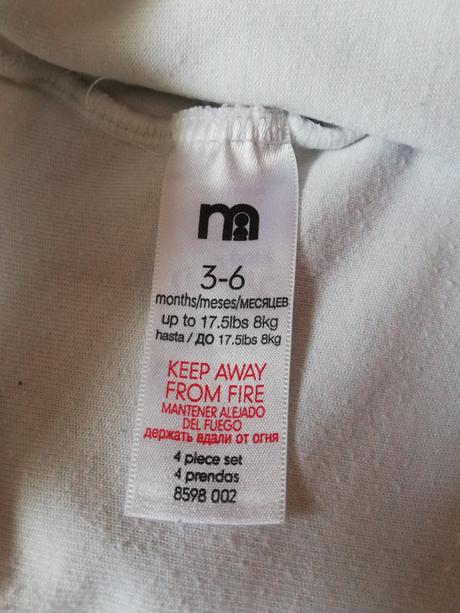 m
3-6
months/meses/МЕСЯЦЕВ
up to 17.5lbs 8kg
hasta / ДО 17.5lbs 8kg
KEEP AWAY
FROM FIRE
MANTENER ALEJADO
DEL FUEGO
держать вдали от огня
4 piece set
4 prendas
8598 002